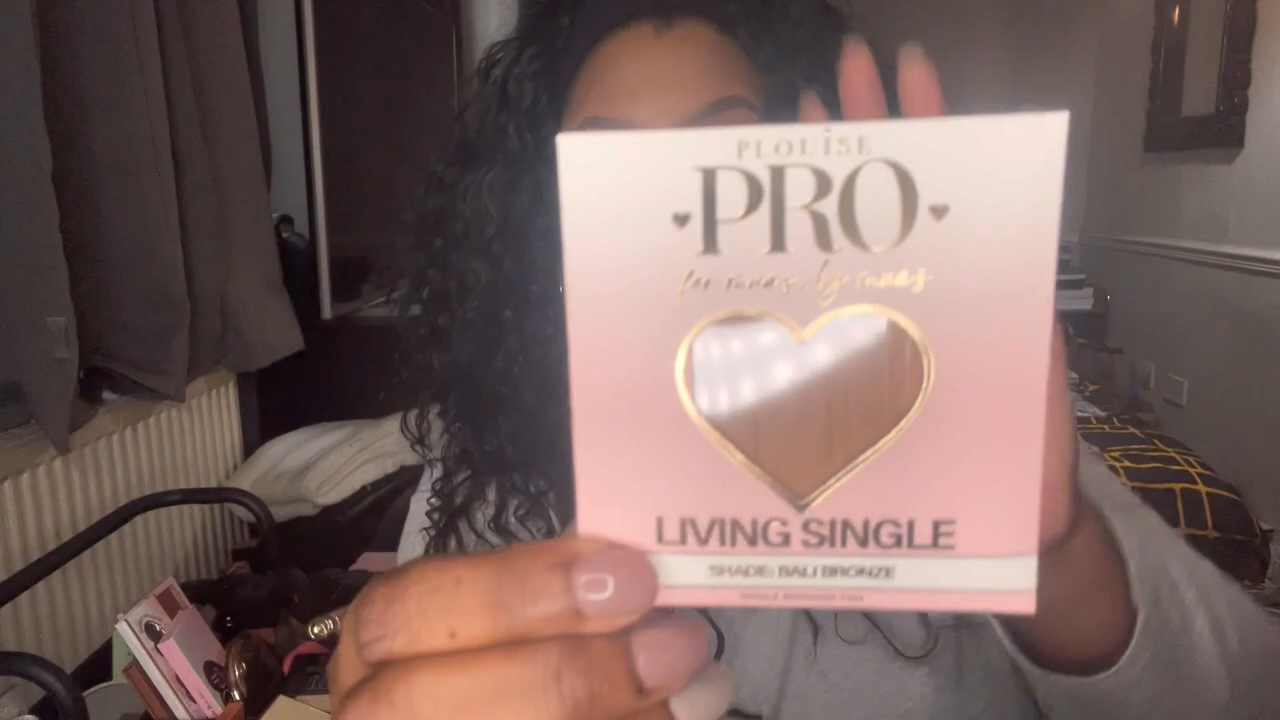 PLOUISE
PRO
for muas, by muas
LIVING SINGLE
SHADE: BALI BRONZE